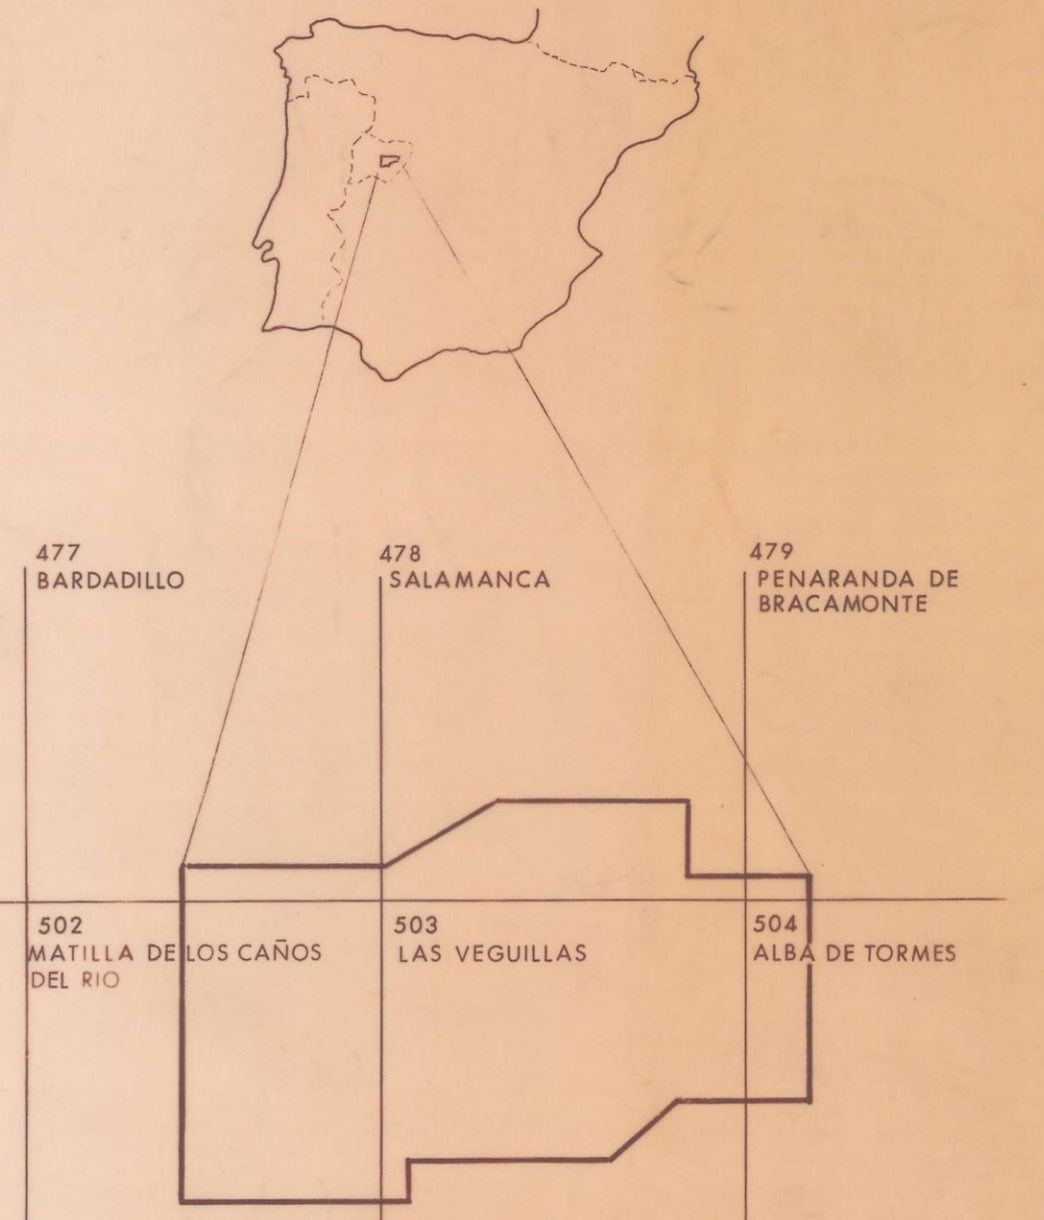 477
BARDADILLO
478
SALAMANCA
479
PENARANDA DE
BRACAMONTE
502
MATILLA DE LOS CAÑOS
DEL RIO
503
LAS VEGUILLAS
504
ALBA DE TORMES